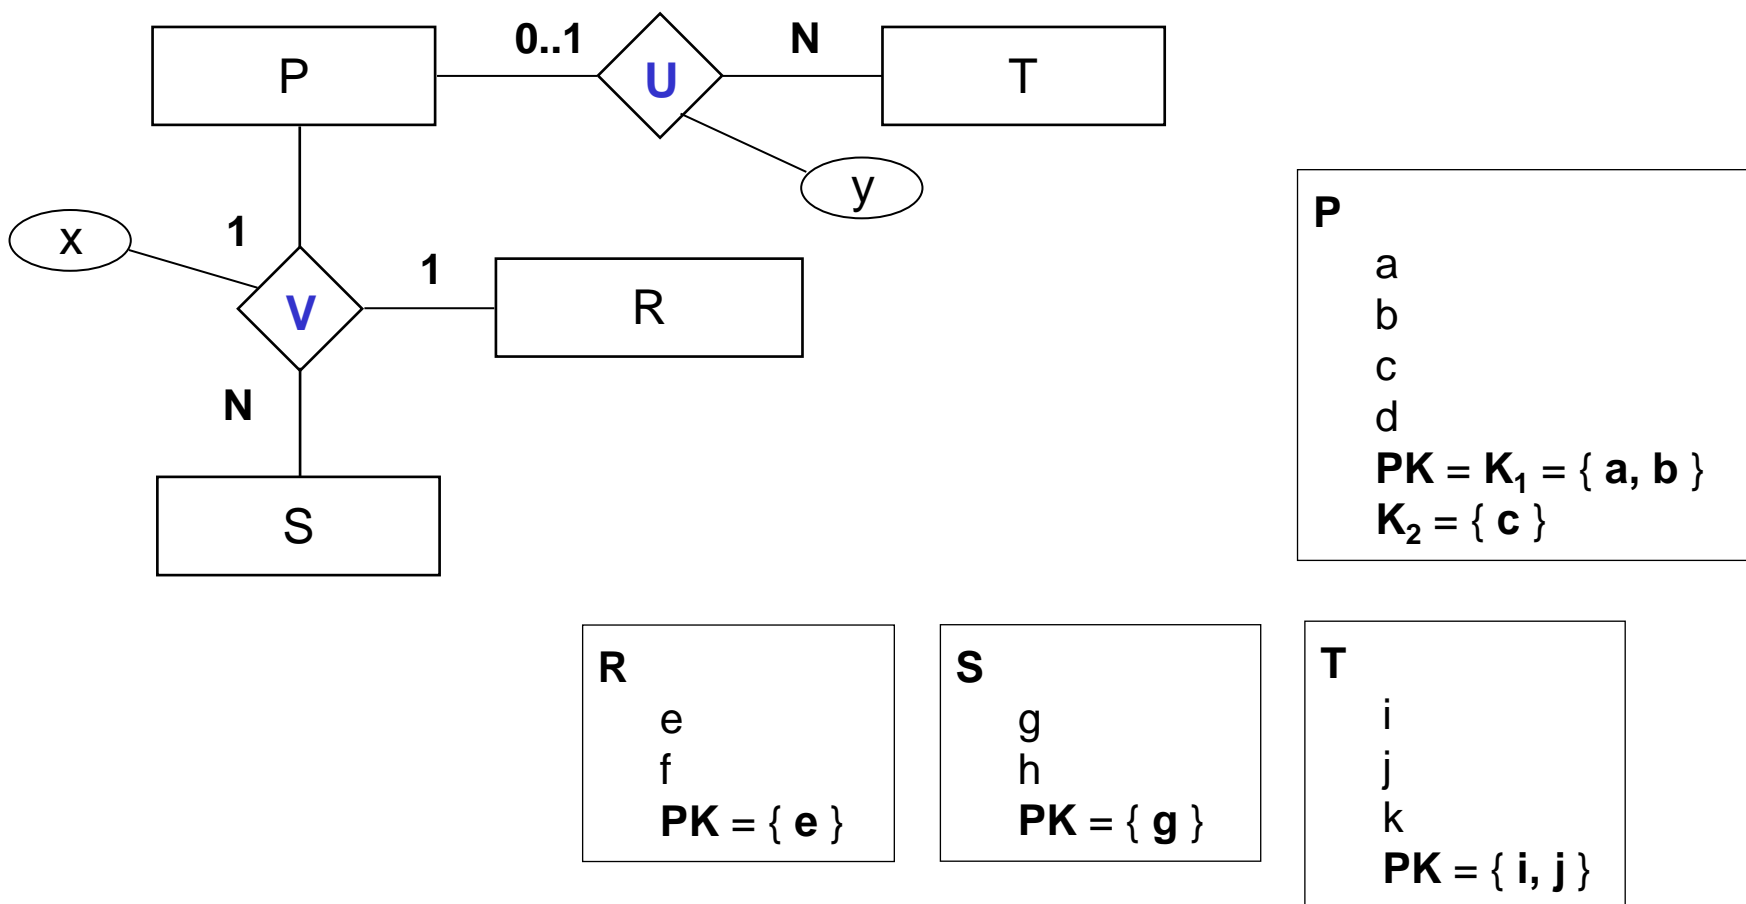 P
0..1
U
N
T
y
x
1
V
1
R
N
S
P
a
b
c
d
PK = K₁ = { a, b }
K₂ = { c }
R
e
f
PK = { e }
S
g
h
PK = { g }
T
i
j
k
PK = { i, j }